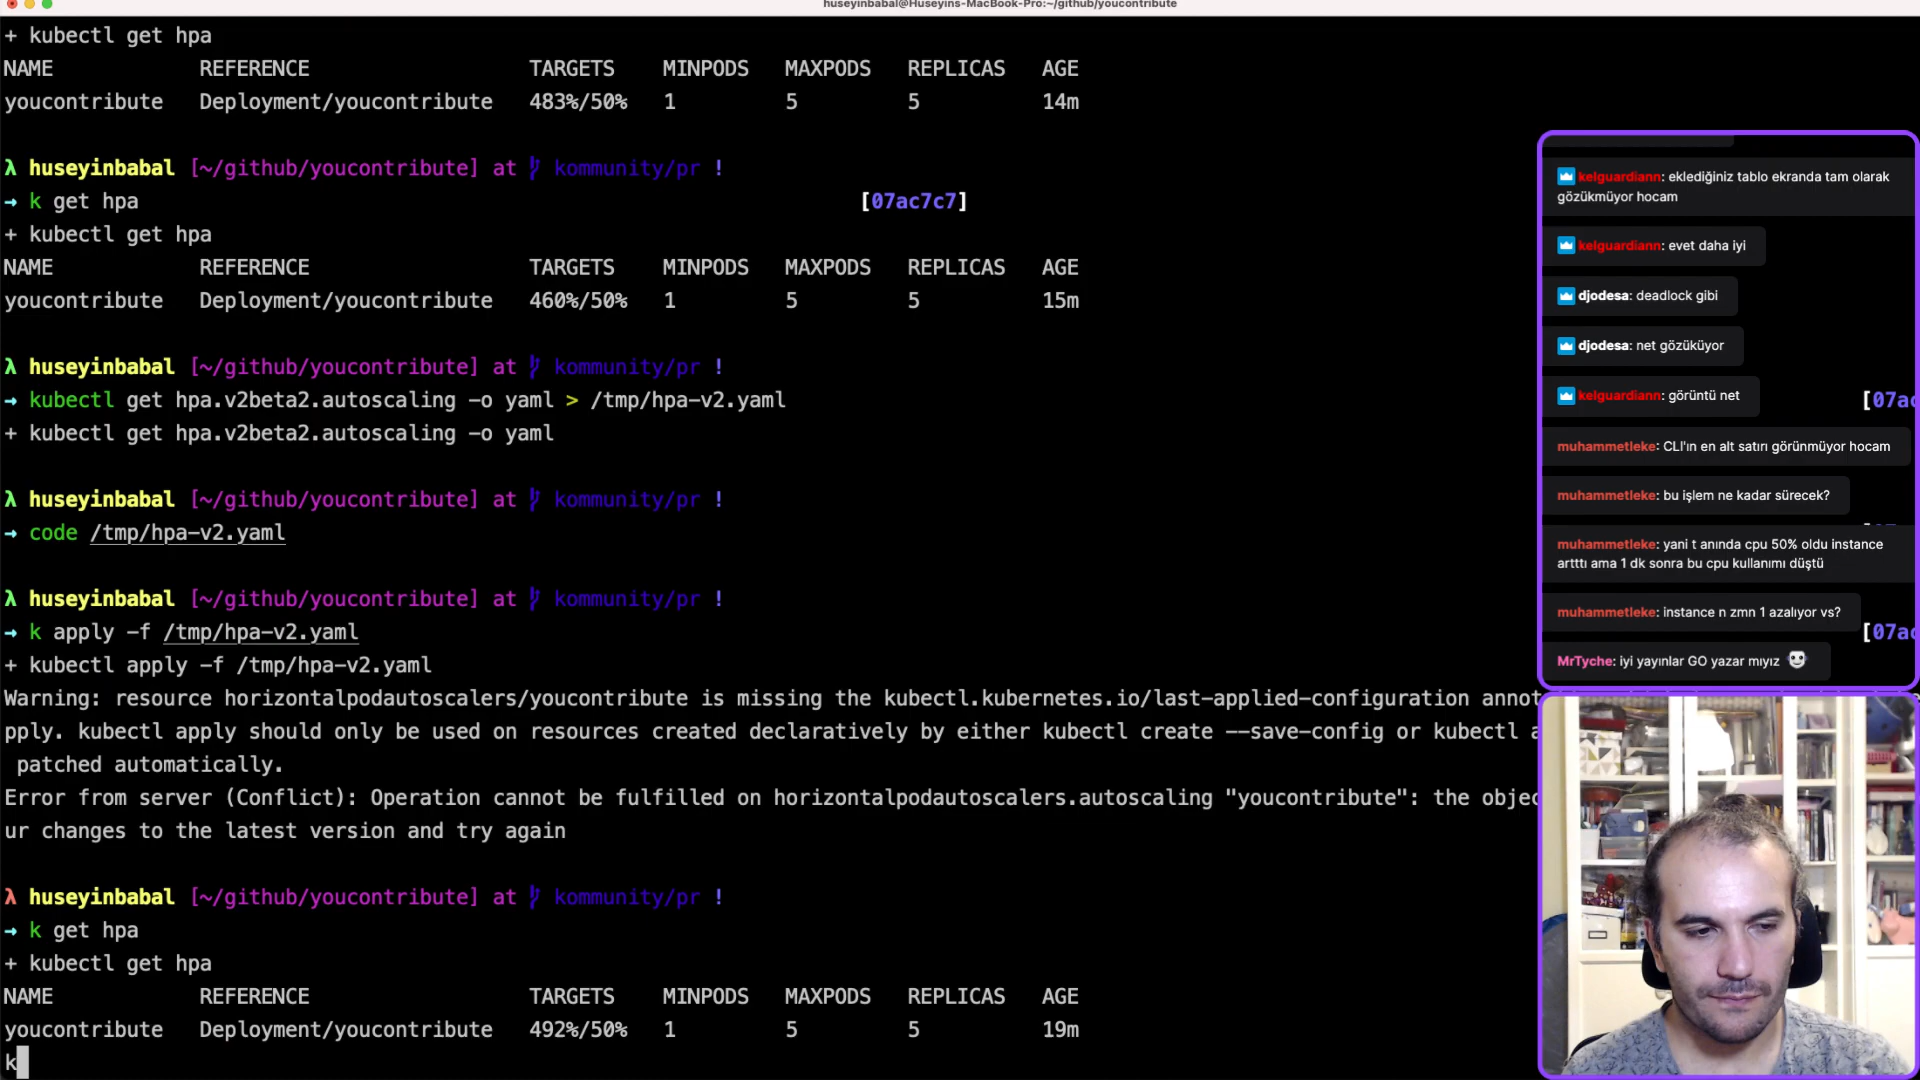 huseyinbabal@Huseyins-MacBook-Pro:~/github/youcontribute
+ kubectl get hpa
NAME REFERENCE TARGETS MINPODS MAXPODS REPLICAS AGE
youcontribute Deployment/youcontribute 483%/50% 1 5 5 14m
λ huseyinbabal [~/github/youcontribute] at kommunity/pr !
→ k get hpa [07ac7c7]
+ kubectl get hpa
NAME REFERENCE TARGETS MINPODS MAXPODS REPLICAS AGE
youcontribute Deployment/youcontribute 460%/50% 1 5 5 15m
λ huseyinbabal [~/github/youcontribute] at kommunity/pr !
→ kubectl get hpa.v2beta2.autoscaling -o yaml > /tmp/hpa-v2.yaml [07ac
+ kubectl get hpa.v2beta2.autoscaling -o yaml
λ huseyinbabal [~/github/youcontribute] at kommunity/pr !
→ code /tmp/hpa-v2.yaml
λ huseyinbabal [~/github/youcontribute] at kommunity/pr !
→ k apply -f /tmp/hpa-v2.yaml [07ac
+ kubectl apply -f /tmp/hpa-v2.yaml
Warning: resource horizontalpodautoscalers/youcontribute is missing the kubectl.kubernetes.io/last-applied-configuration annot
pply. kubectl apply should only be used on resources created declaratively by either kubectl create --save-config or kubectl a
patched automatically.
Error from server (Conflict): Operation cannot be fulfilled on horizontalpodautoscalers.autoscaling "youcontribute": the objec
ur changes to the latest version and try again
λ huseyinbabal [~/github/youcontribute] at kommunity/pr !
→ k get hpa
+ kubectl get hpa
NAME REFERENCE TARGETS MINPODS MAXPODS REPLICAS AGE
youcontribute Deployment/youcontribute 492%/50% 1 5 5 19m
k
kelguardiann: eklediğiniz tablo ekranda tam olarak
gözükmüyor hocam
kelguardiann: evet daha iyi
djodesa: deadlock gibi
djodesa: net gözüküyor
kelguardiann: görüntü net
muhammetleke: CLI'ın en alt satırı görünmüyor hocam
muhammetleke: bu işlem ne kadar sürecek?
muhammetleke: yani t anında cpu 50% oldu instance
artttı ama 1 dk sonra bu cpu kullanımı düştü
muhammetleke: instance n zmn 1 azalıyor vs?
MrTyche: iyi yayınlar GO yazar mıyız